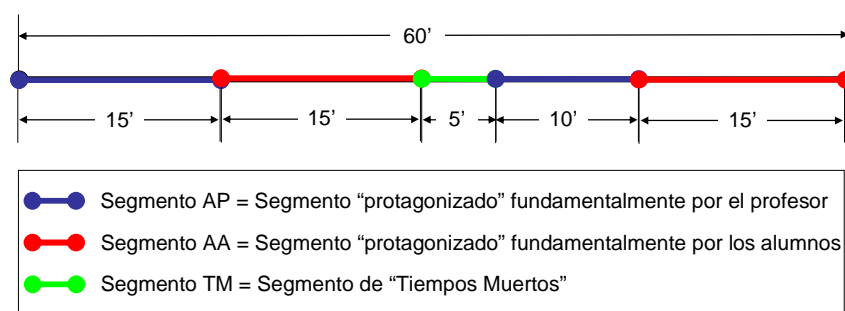 60’
15’ 15’ 5’ 10’ 15’
Segmento AP = Segmento “protagonizado” fundamentalmente por el profesor
Segmento AA = Segmento “protagonizado” fundamentalmente por los alumnos
Segmento TM = Segmento de “Tiempos Muertos”